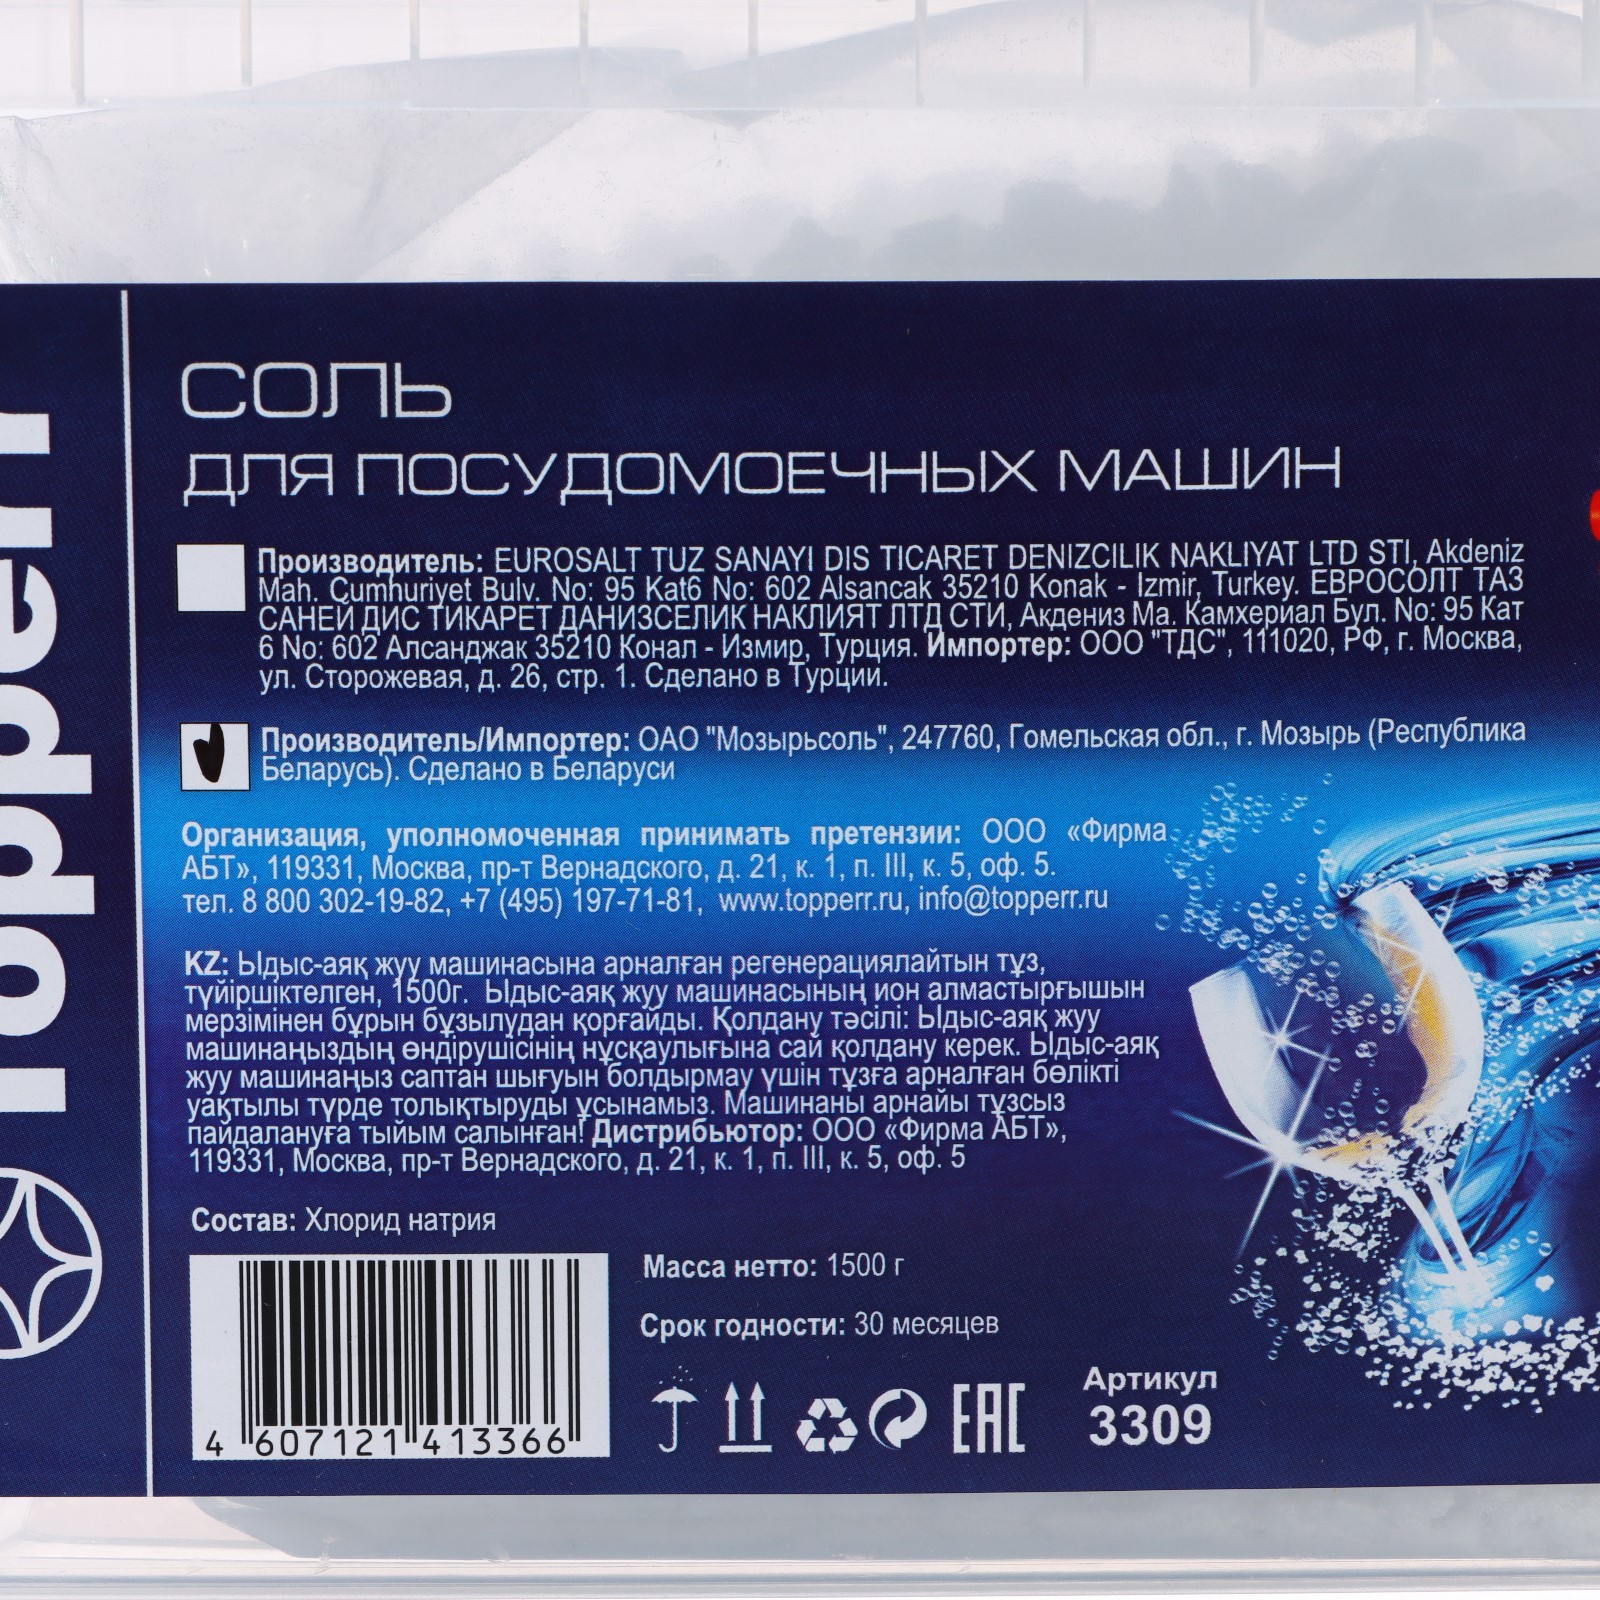 Topperr
СОЛЬ
ДЛЯ ПОСУДОМОЕЧНЫХ МАШИН
Производитель: EUROSALT TUZ SANAYI DIS TICARET DENIZCILIK NAKLIYAT LTD STI, Akdeniz
Mah. Cumhuriyet Bulv. No: 95 Kat6 No: 602 Alsancak 35210 Konak - Izmir, Turkey. ЕВРОСОЛТ ТАЗ
САНЕЙ ДИС ТИКАРЕТ ДАНИЗСЕЛИК НАКЛИЯТ ЛТД СТИ, Акдениз Ма. Камхериал Бул. No: 95 Кат
6 No: 602 Алсанджак 35210 Конал - Измир, Турция. Импортер: ООО "ТДС", 111020, РФ, г. Москва,
ул. Сторожевая, д. 26, стр. 1. Сделано в Турции.
Производитель/Импортер: ОАО "Мозырьсоль", 247760, Гомельская обл., г. Мозырь (Республика
Беларусь). Сделано в Беларуси
Организация, уполномоченная принимать претензии: ООО «Фирма
АБТ», 119331, Москва, пр-т Вернадского, д. 21, к. 1, п. III, к. 5, оф. 5.
тел. 8 800 302-19-82, +7 (495) 197-71-81, www.topperr.ru, info@topperr.ru
KZ: Ыдыс-аяқ жуу машинасына арналған регенерациялайтын тұз,
түйіршіктелген, 1500г. Ыдыс-аяқ жуу машинасының ион алмастырғышын
мерзімінен бұрын бұзылудан қорғайды. Қолдану тәсілі: Ыдыс-аяқ жуу
машинаңыздың өндірушісінің нұсқаулығына сай қолдану керек. Ыдыс-аяқ
жуу машинаңыз саптан шығуын болдырмау үшін тұзға арналған бөлікті
уақтылы түрде толықтыруды ұсынамыз. Машинаны арнайы тұзсыз
пайдалануға тыйым салынған! Дистрибьютор: ООО «Фирма АБТ»,
119331, Москва, пр-т Вернадского, д. 21, к. 1, п. III, к. 5, оф. 5
Состав: Хлорид натрия
Масса нетто: 1500 г
Срок годности: 30 месяцев
4 607121 413366
EAC
Артикул
3309